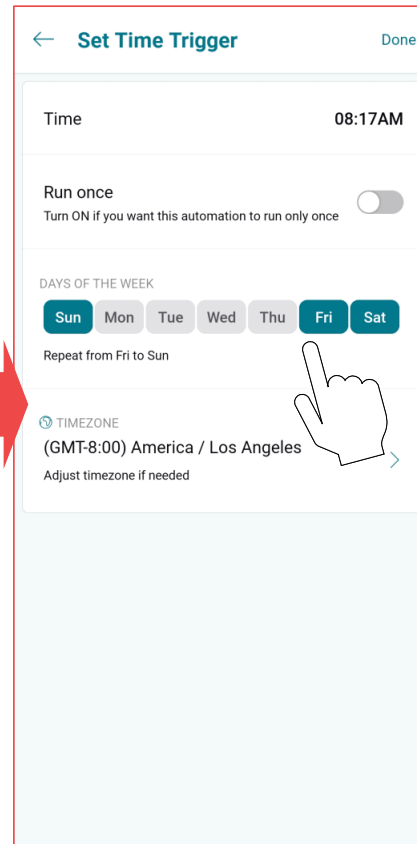 Set Time Trigger Done
Time 08:17AM
Run once
Turn ON if you want this automation to run only once
DAYS OF THE WEEK
Sun Mon Tue Wed Thu Fri Sat
Repeat from Fri to Sun
TIMEZONE
(GMT-8:00) America / Los Angeles
Adjust timezone if needed